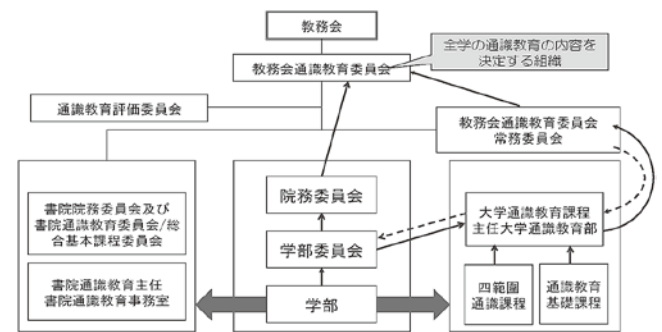 教務会
全学の通識教育の内容を
決定する組織
教務会通識教育委員会
通識教育評価委員会
教務会通識教育委員会
常務委員会
書院院務委員会及び
書院通識教育委員会/総
合基本課程委員会
院務委員会
大学通識教育課程
主任大学通識教育部
学部委員会
書院通識教育主任
書院通識教育事務室
学部
四範圍
通識課程
通識教育
基礎課程